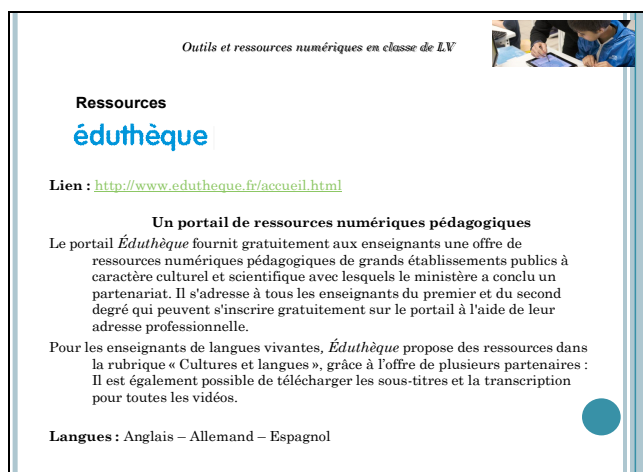 Outils et ressources numériques en classe de LV
Ressources
éduthèque
Lien : http://www.edutheque.fr/accueil.html
Un portail de ressources numériques pédagogiques
Le portail Éduthèque fournit gratuitement aux enseignants une offre de
ressources numériques pédagogiques de grands établissements publics à
caractère culturel et scientifique avec lesquels le ministère a conclu un
partenariat. Il s'adresse à tous les enseignants du premier et du second
degré qui peuvent s'inscrire gratuitement sur le portail à l'aide de leur
adresse professionnelle.
Pour les enseignants de langues vivantes, Éduthèque propose des ressources dans
la rubrique « Cultures et langues », grâce à l’offre de plusieurs partenaires :
Il est également possible de télécharger les sous-titres et la transcription
pour toutes les vidéos.
Langues : Anglais – Allemand – Espagnol